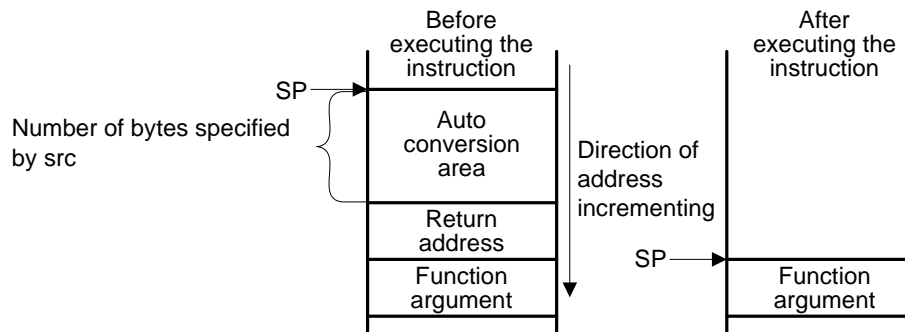 Before
executing the
instruction
After
executing the
instruction
SP
Number of bytes specified
by src
Auto
conversion
area
Direction of
address
incrementing
Return
address
Function
argument
SP
Function
argument